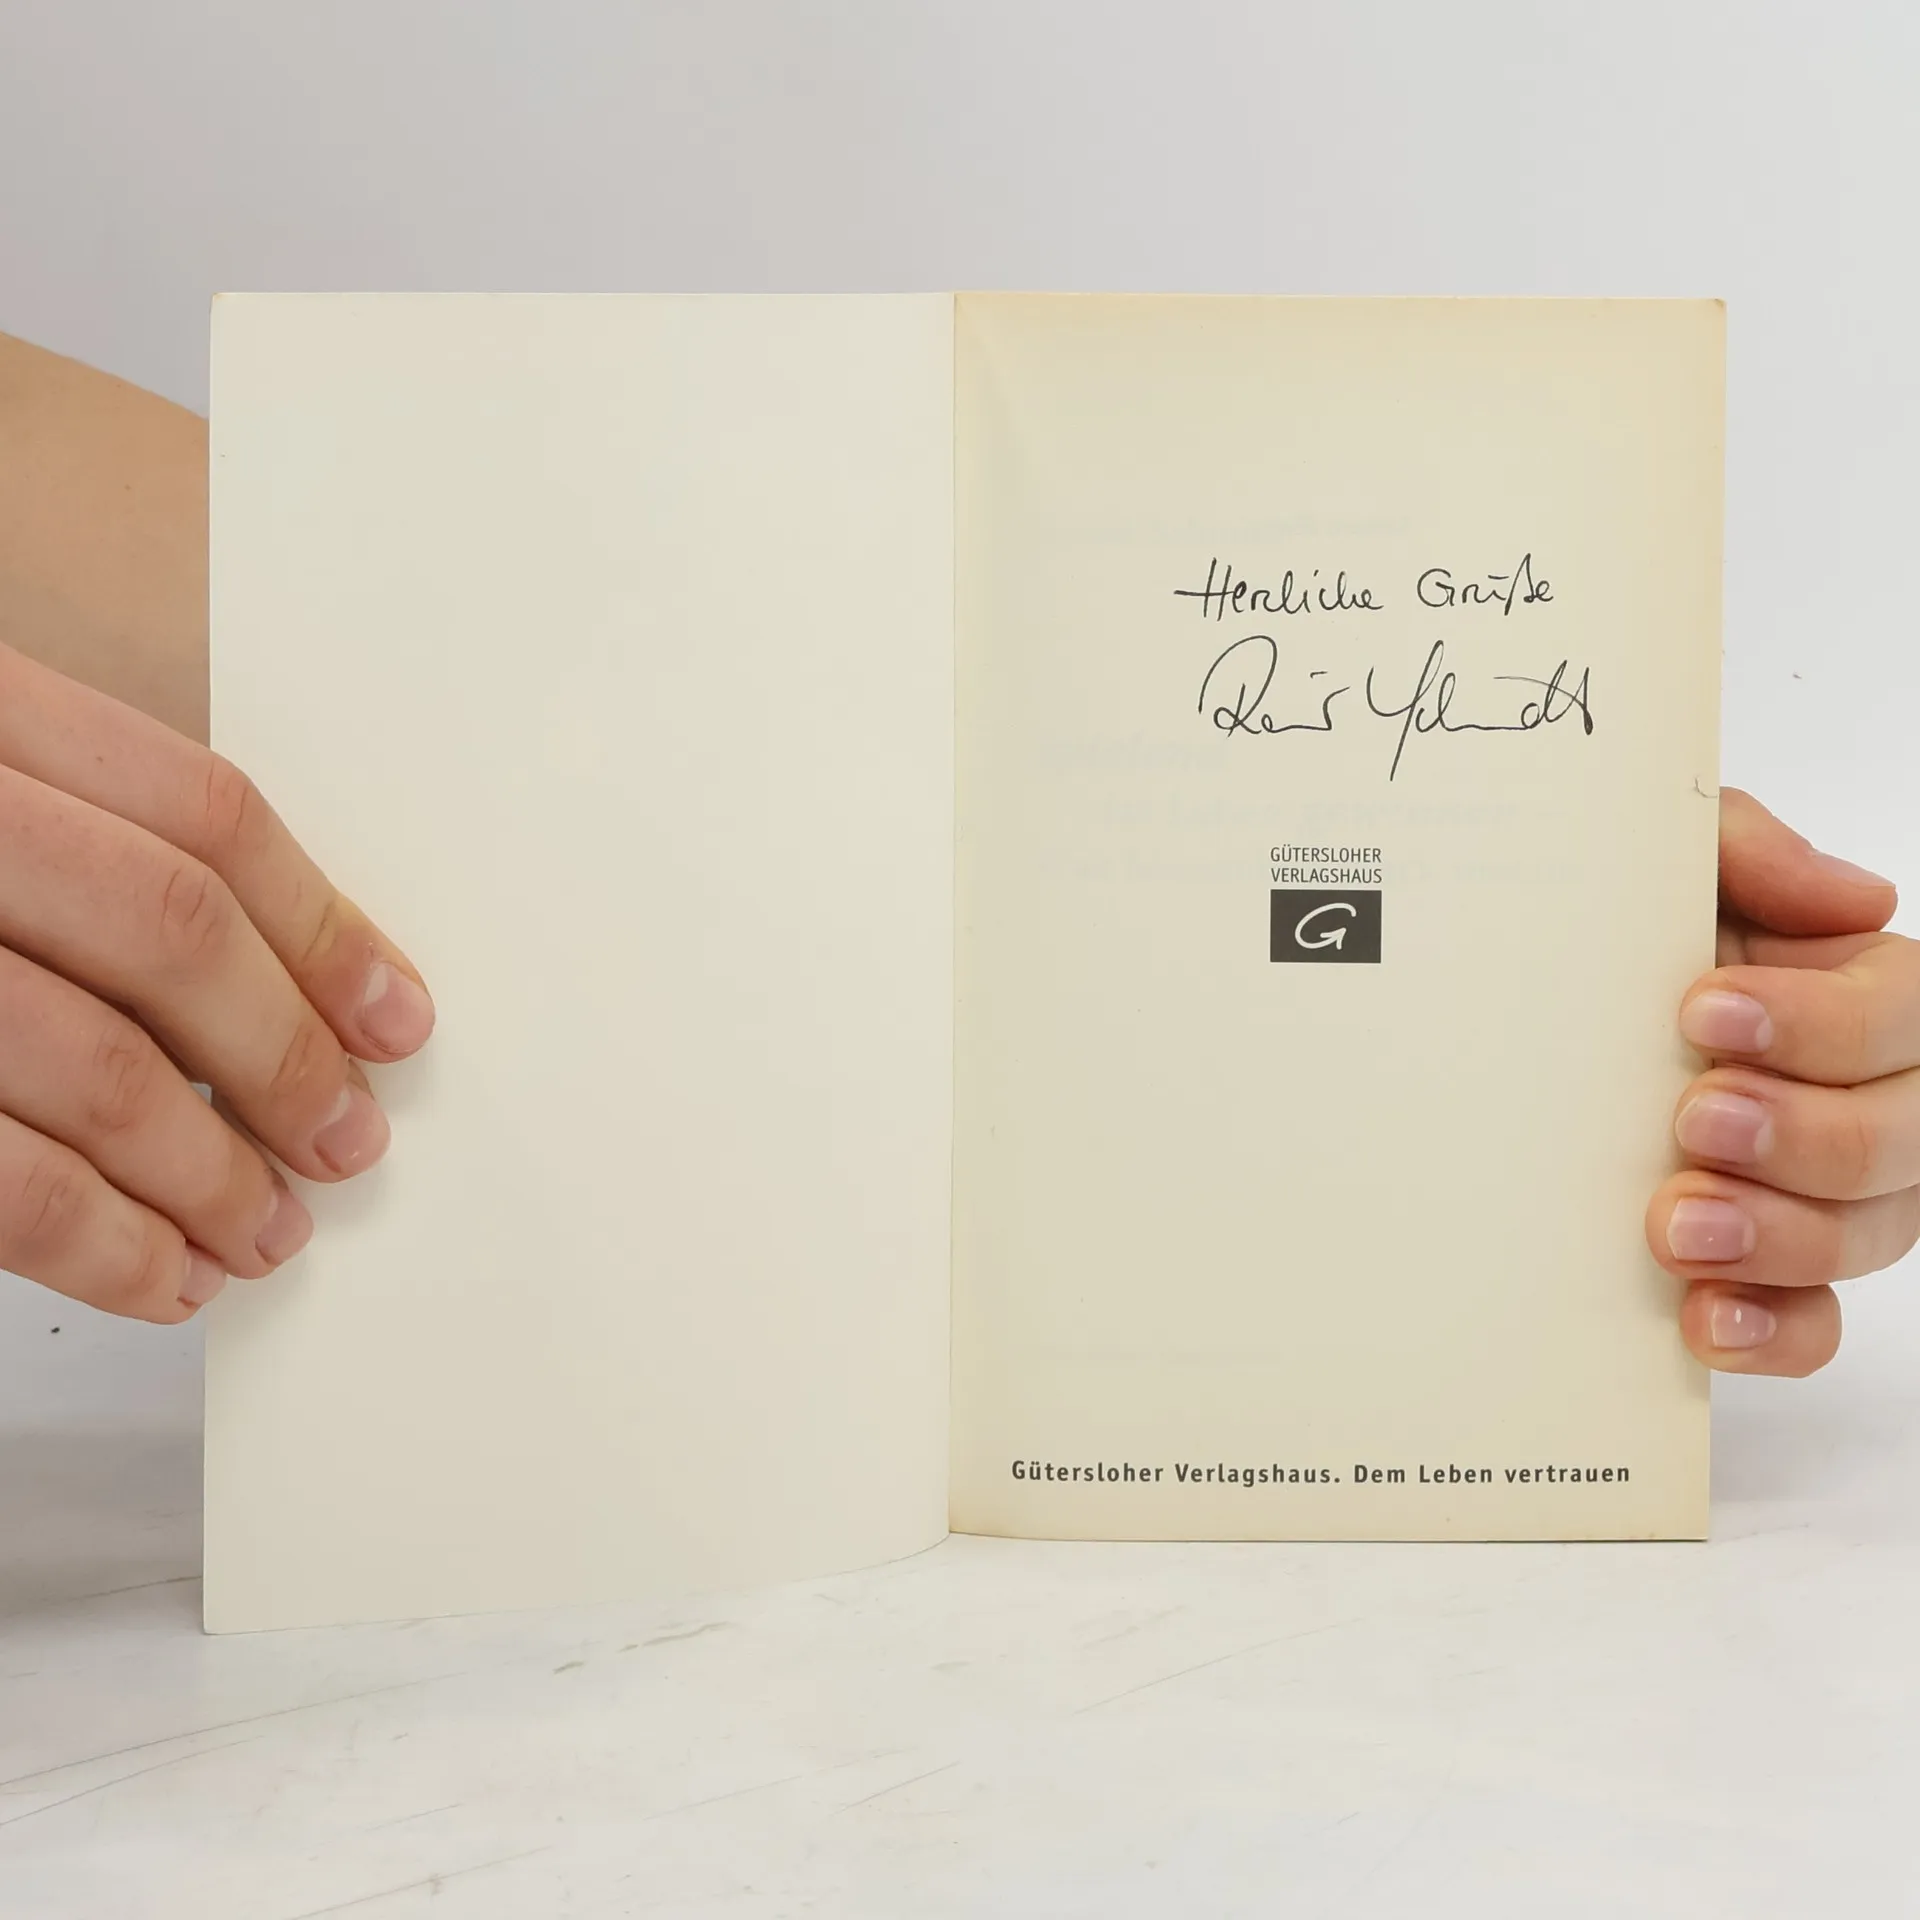 Herzliche Grüße
GÜTERSLOHER
VERLAGSHAUS
G
Gütersloher Verlagshaus. Dem Leben vertrauen